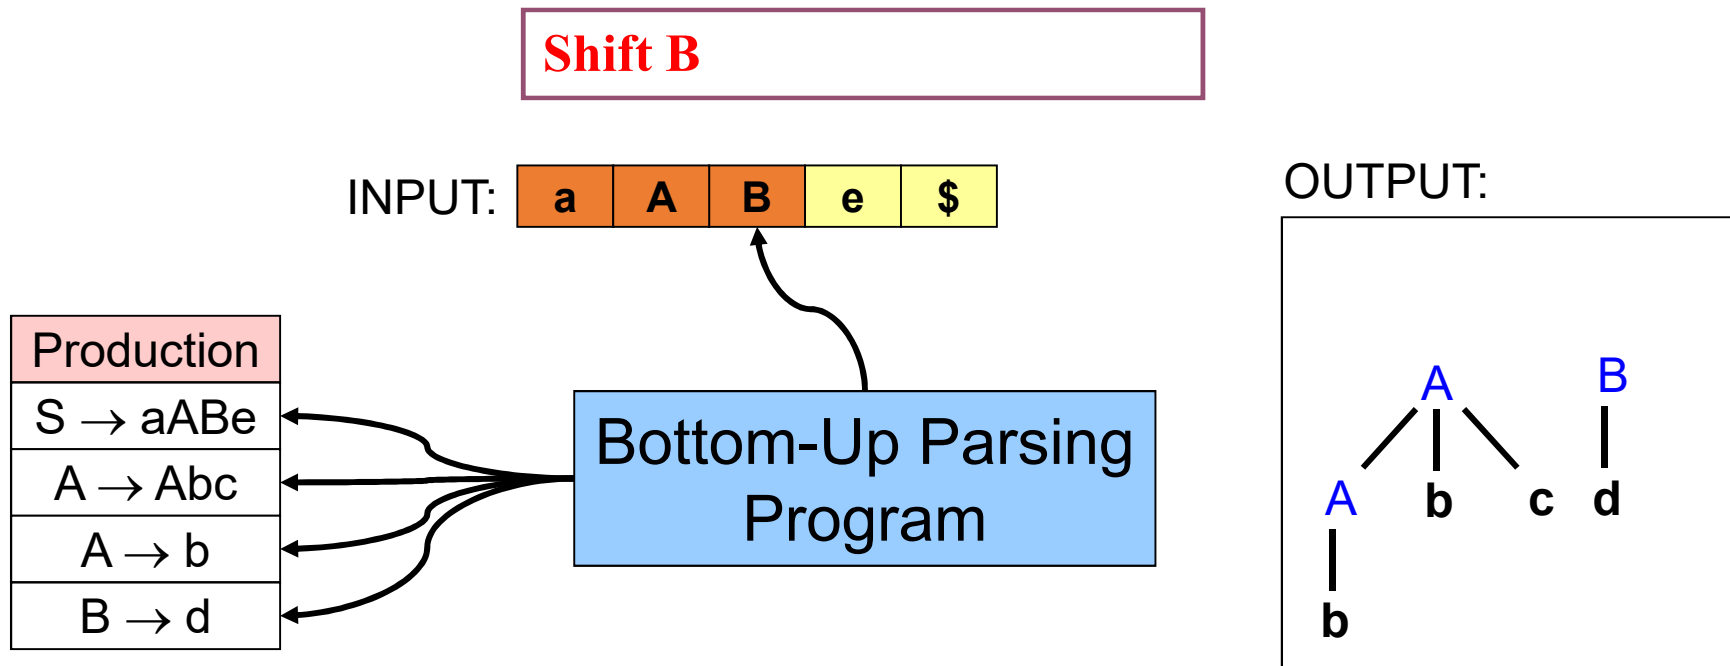 Shift B
INPUT: a A B e $
OUTPUT:
Production
S → aABe
A → Abc
A → b
B → d
Bottom-Up Parsing
Program
A B
A b c d
b